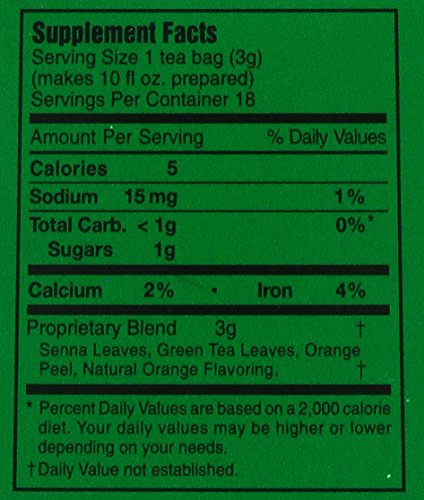 Supplement Facts
Serving Size 1 tea bag (3g)
(makes 10 fl oz. prepared)
Servings Per Container 18
Amount Per Serving % Daily Values
Calories 5
Sodium 15 mg 1%
Total Carb. < 1g 0%*
Sugars 1g
Calcium 2% • Iron 4%
Proprietary Blend 3g †
Senna Leaves, Green Tea Leaves, Orange
Peel, Natural Orange Flavoring. †
* Percent Daily Values are based on a 2,000 calorie
diet. Your daily values may be higher or lower
depending on your needs.
† Daily Value not established.